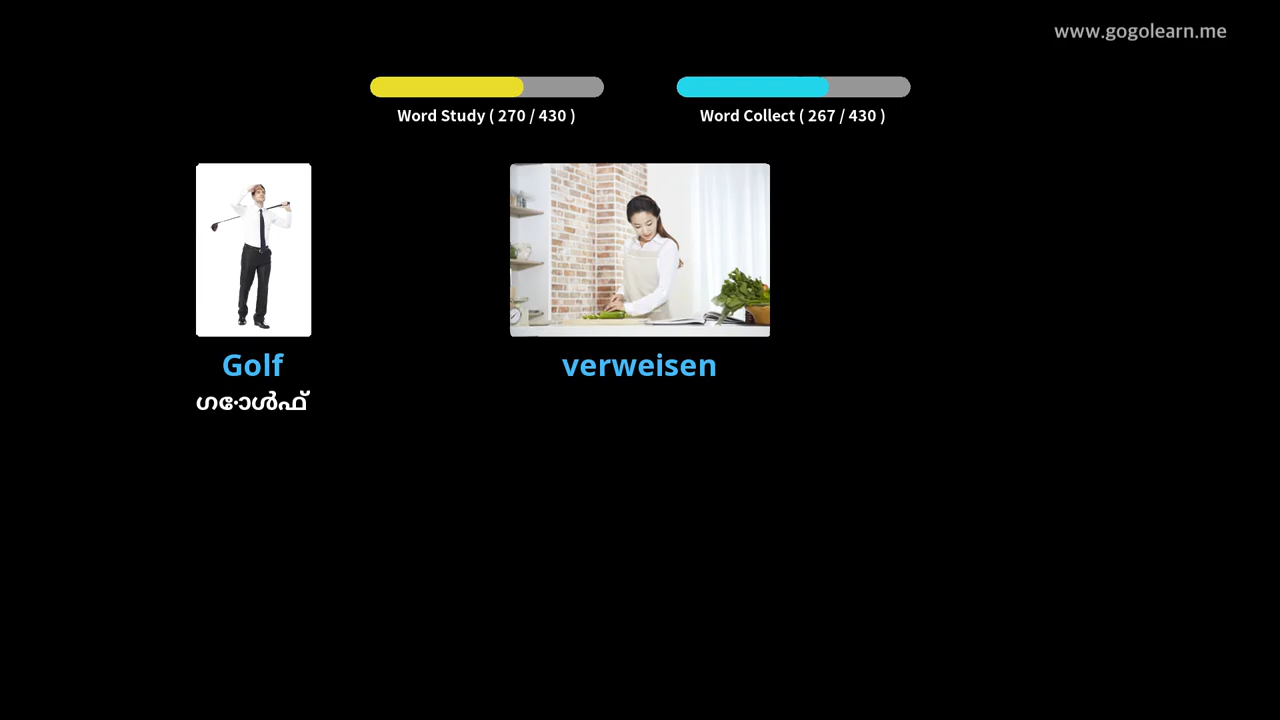 www.gogolearn.me
Word Study ( 270 / 430 )
Word Collect ( 267 / 430 )
Golf
verweisen
ഗോൾഫ്